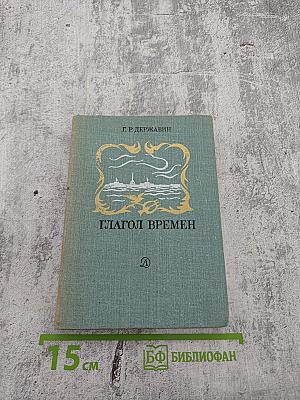 Г. Р. ДЕРЖАВИН
ГЛАГОЛ ВРЕМЕН
Д
15 см
БФ БИБЛИОФАН